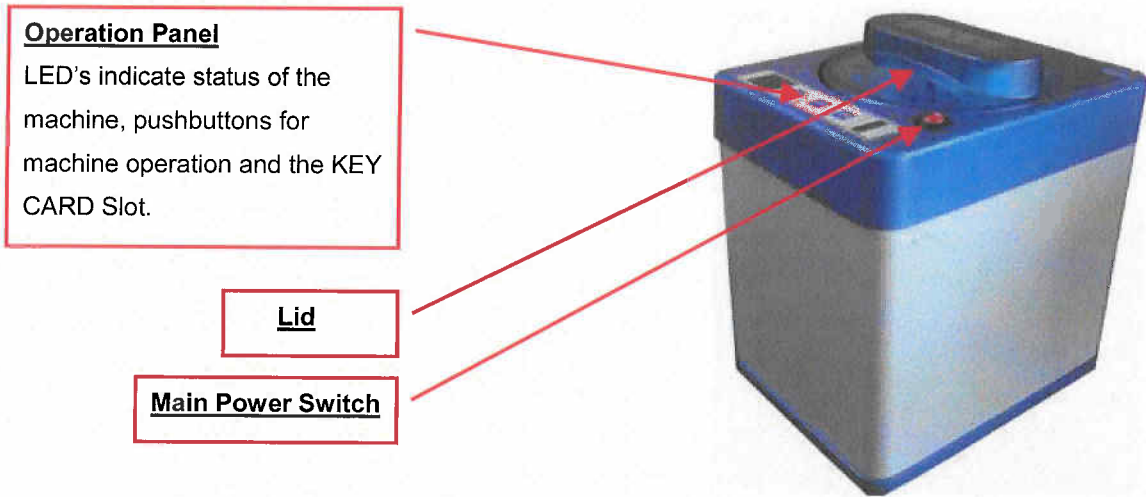 Operation Panel
LED's indicate status of the
machine, pushbuttons for
machine operation and the KEY
CARD Slot.
Lid
Main Power Switch